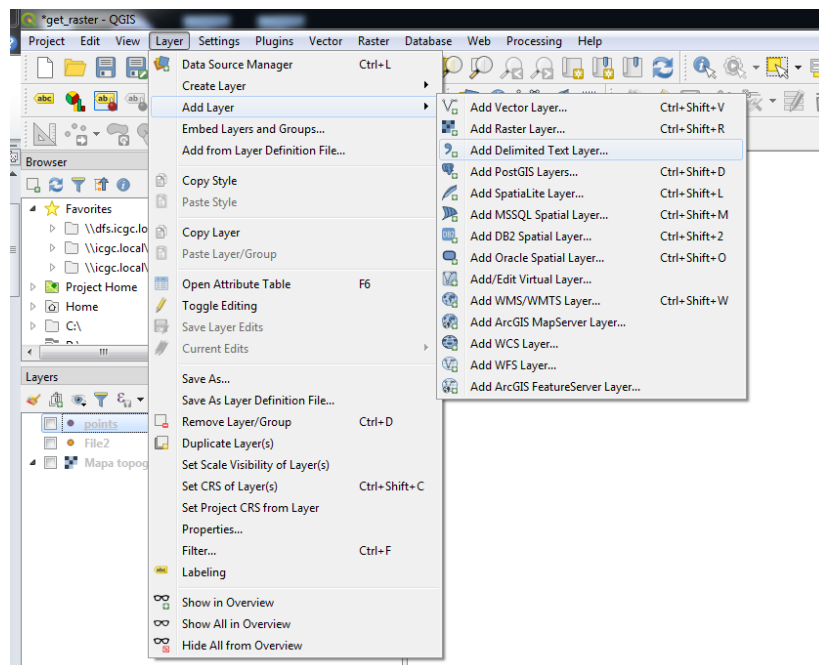 *get_raster - QGIS
Project Edit View Layer Settings Plugins Vector Raster Database Web Processing Help
Data Source Manager Ctrl+L
Create Layer
Add Layer
Embed Layers and Groups...
Add from Layer Definition File...
Copy Style
Paste Style
Copy Layer
Paste Layer/Group
Open Attribute Table F6
Toggle Editing
Save Layer Edits
Current Edits
Save As...
Save As Layer Definition File...
Remove Layer/Group Ctrl+D
Duplicate Layer(s)
Set Scale Visibility of Layer(s)
Set CRS of Layer(s) Ctrl+Shift+C
Set Project CRS from Layer
Properties...
Filter... Ctrl+F
Labeling
Show in Overview
Show All in Overview
Hide All from Overview
Add Vector Layer... Ctrl+Shift+V
Add Raster Layer... Ctrl+Shift+R
Add Delimited Text Layer...
Add PostGIS Layers... Ctrl+Shift+D
Add SpatiaLite Layer... Ctrl+Shift+L
Add MSSQL Spatial Layer... Ctrl+Shift+M
Add DB2 Spatial Layer... Ctrl+Shift+2
Add Oracle Spatial Layer... Ctrl+Shift+O
Add/Edit Virtual Layer...
Add WMS/WMTS Layer... Ctrl+Shift+W
Add ArcGIS MapServer Layer...
Add WCS Layer...
Add WFS Layer...
Add ArcGIS FeatureServer Layer...
abc abc ab
Browser
Favorites
\\dfs.icgc.lo
\\icgc.local\
\\icgc.local\
Project Home
Home
C:\
Layers
points
File2
Mapa topog